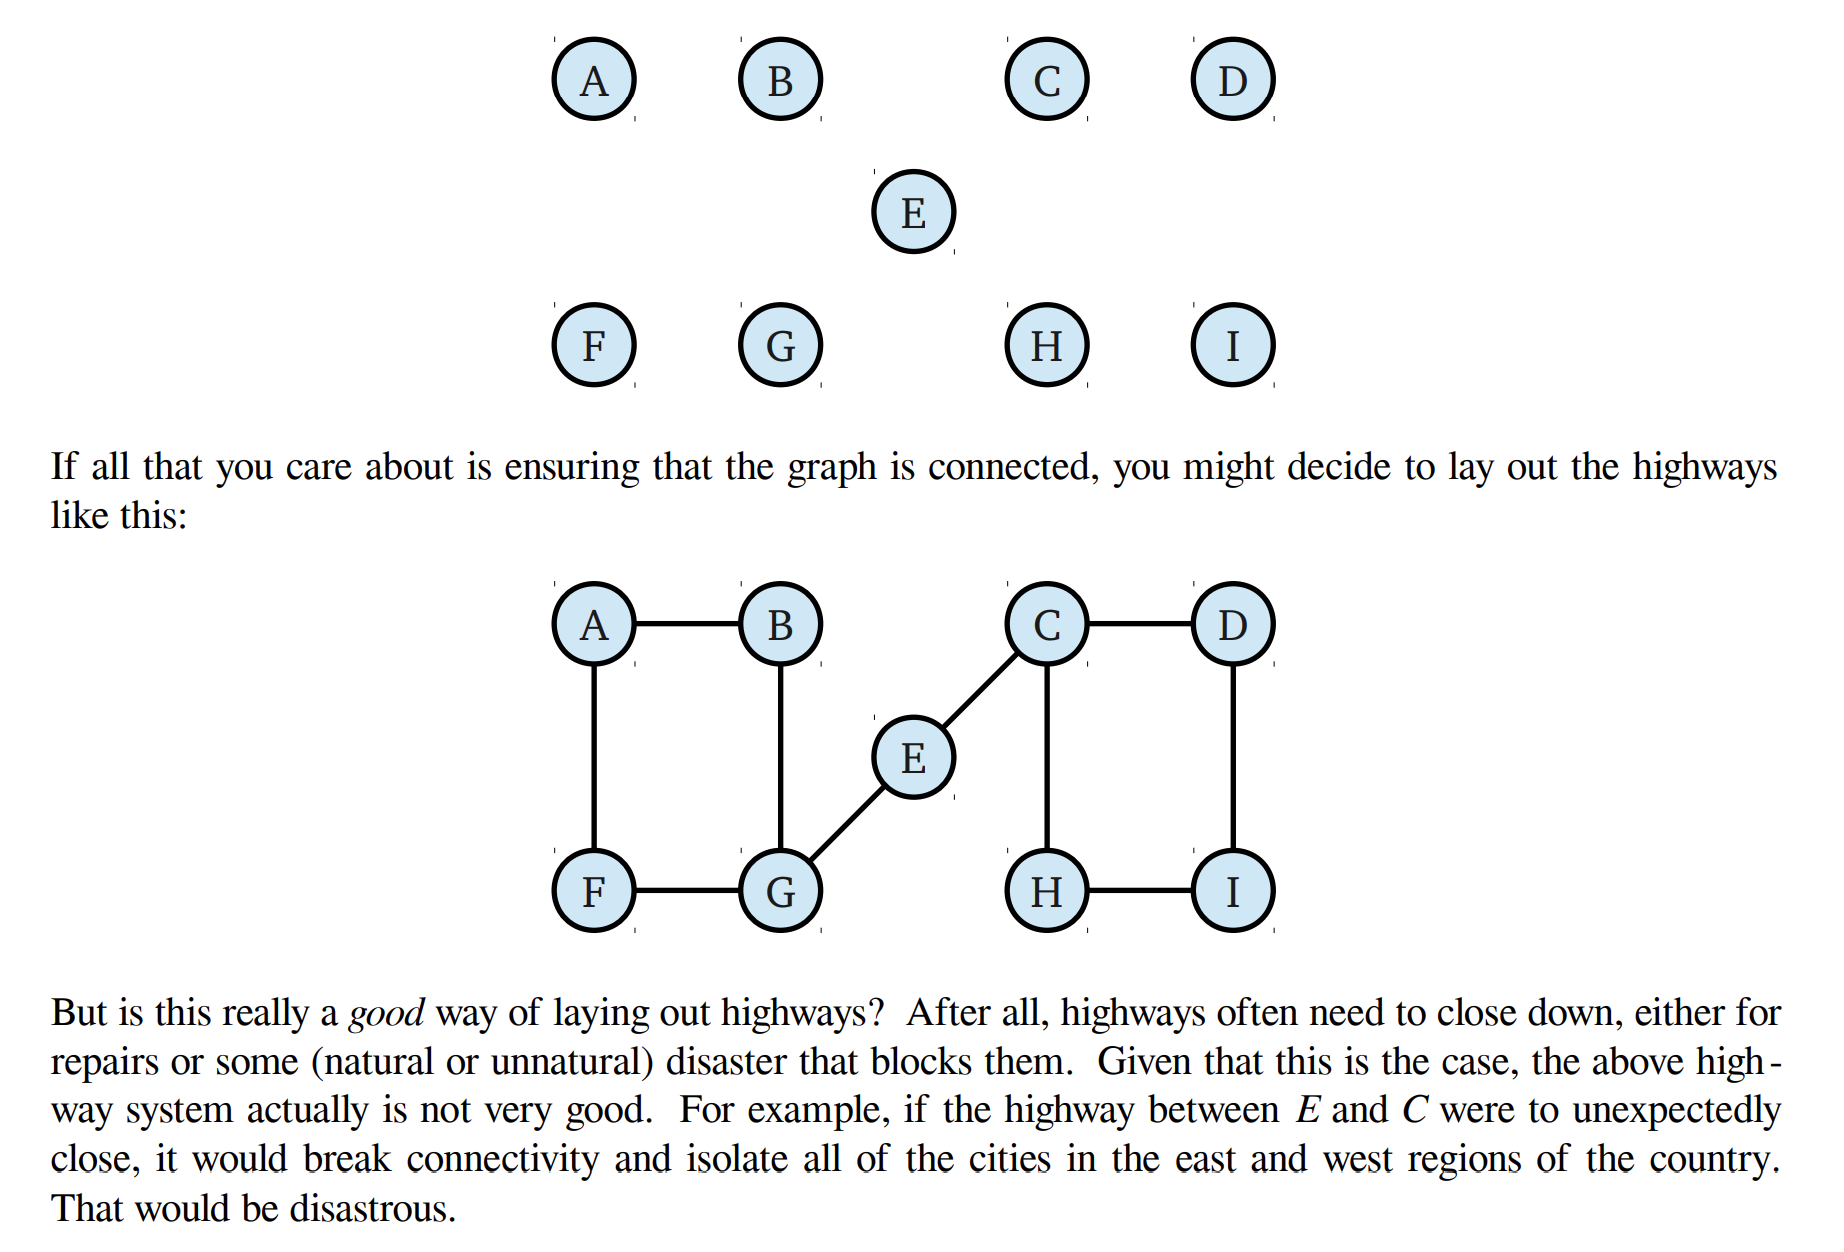 A B C D
E
F G H I
If all that you care about is ensuring that the graph is connected, you might decide to lay out the highways
like this:
A B C D
E
F G H I
But is this really a good way of laying out highways? After all, highways often need to close down, either for
repairs or some (natural or unnatural) disaster that blocks them. Given that this is the case, the above high-
way system actually is not very good. For example, if the highway between E and C were to unexpectedly
close, it would break connectivity and isolate all of the cities in the east and west regions of the country.
That would be disastrous.